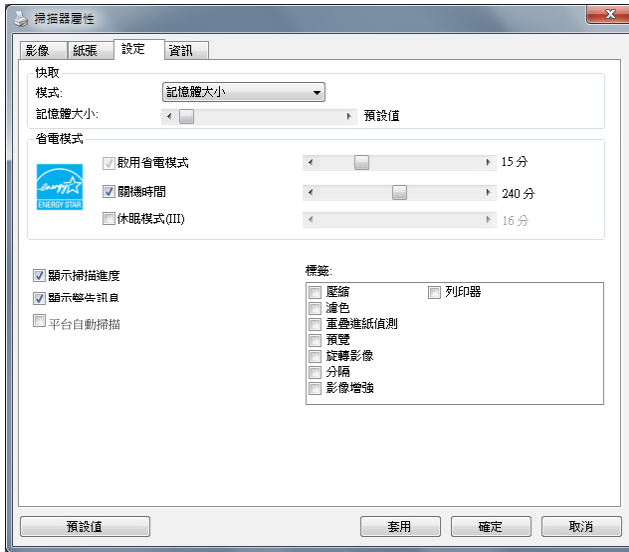 掃描器屬性
影像 紙張 設定 資訊
快取
模式: 記憶體大小
記憶體大小: 預設值
省電模式
energy
ENERGY STAR
啟用省電模式 15 分
關機時間 240 分
休眠模式(III) 16 分
顯示掃描進度
顯示警告訊息
平台自動掃描
標籤:
壓縮 列印器
濾色
重疊進紙偵測
預覽
旋轉影像
分隔
影像增強
預設值 套用 確定 取消